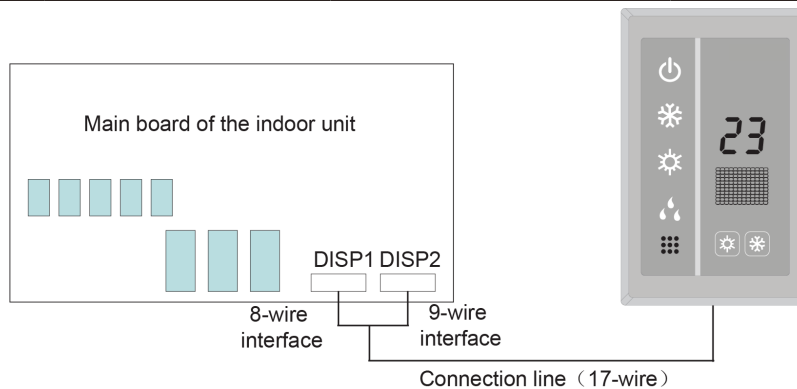 Main board of the indoor unit
23
DISP1 DISP2
8-wire
interface
9-wire
interface
Connection line（17-wire）